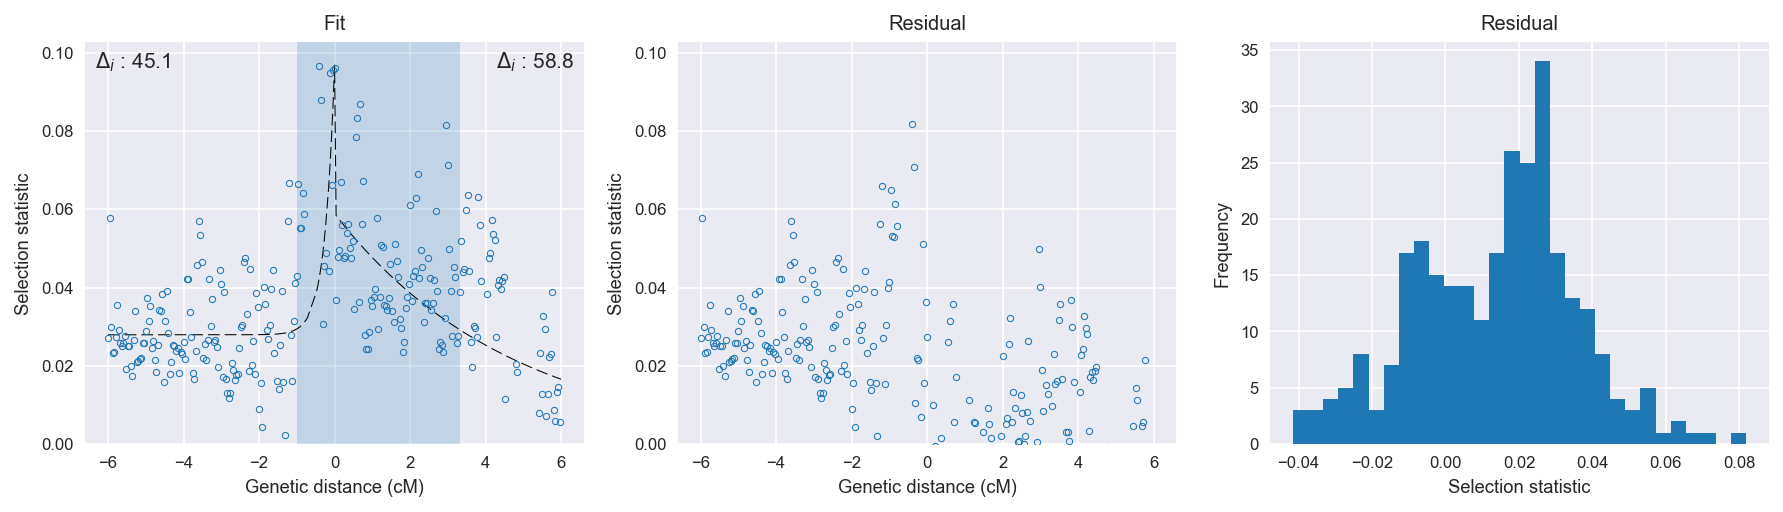 Fit
Δi : 45.1
Δi : 58.8
Selection statistic
0.10
0.08
0.06
0.04
0.02
0.00
−6 −4 −2 0 2 4 6
Genetic distance (cM)
Residual
Selection statistic
0.10
0.08
0.06
0.04
0.02
0.00
−6 −4 −2 0 2 4 6
Genetic distance (cM)
Residual
Frequency
35
30
25
20
15
10
5
0
−0.04 −0.02 0.00 0.02 0.04 0.06 0.08
Selection statistic